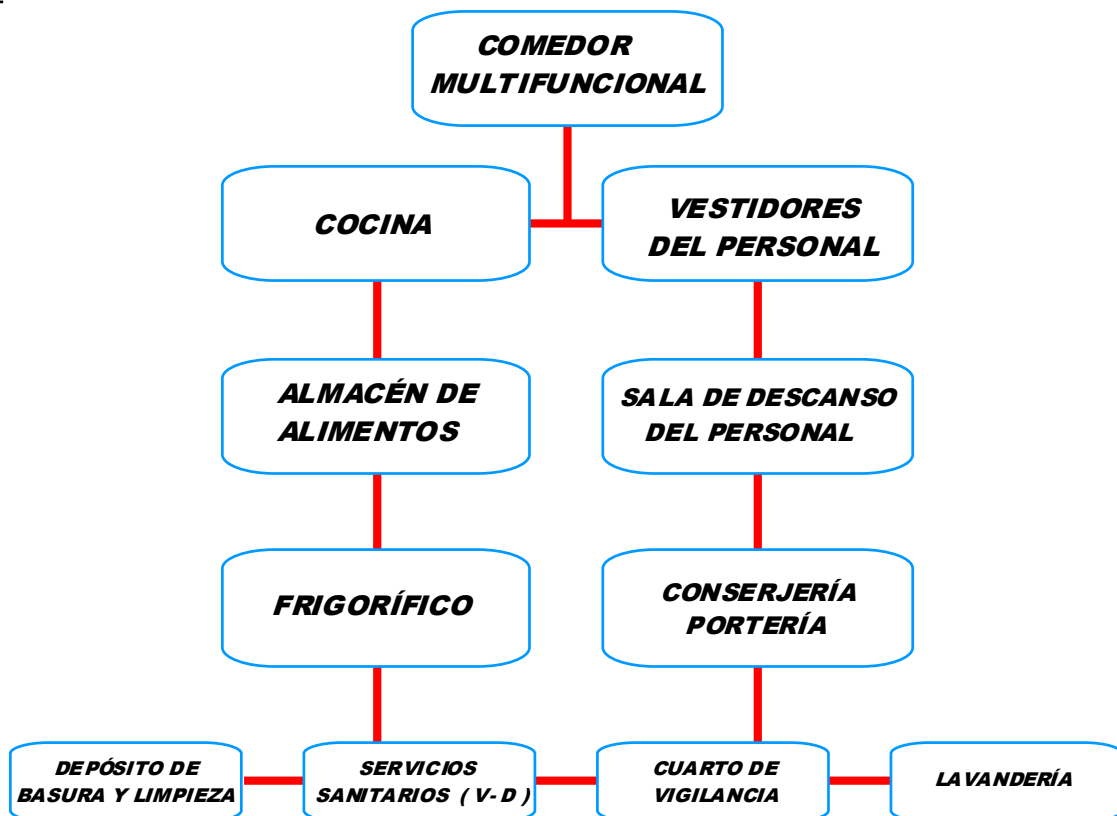 COMEDOR
MULTIFUNCIONAL
COCINA
VESTIDORES
DEL PERSONAL
ALMACÉN DE
ALIMENTOS
SALA DE DESCANSO
DEL PERSONAL
FRIGORÍFICO
CONSERJERÍA
PORTERÍA
DEPÓSITO DE
BASURA Y LIMPIEZA
SERVICIOS
SANITARIOS ( V- D )
CUARTO DE
VIGILANCIA
LAVANDERÍA